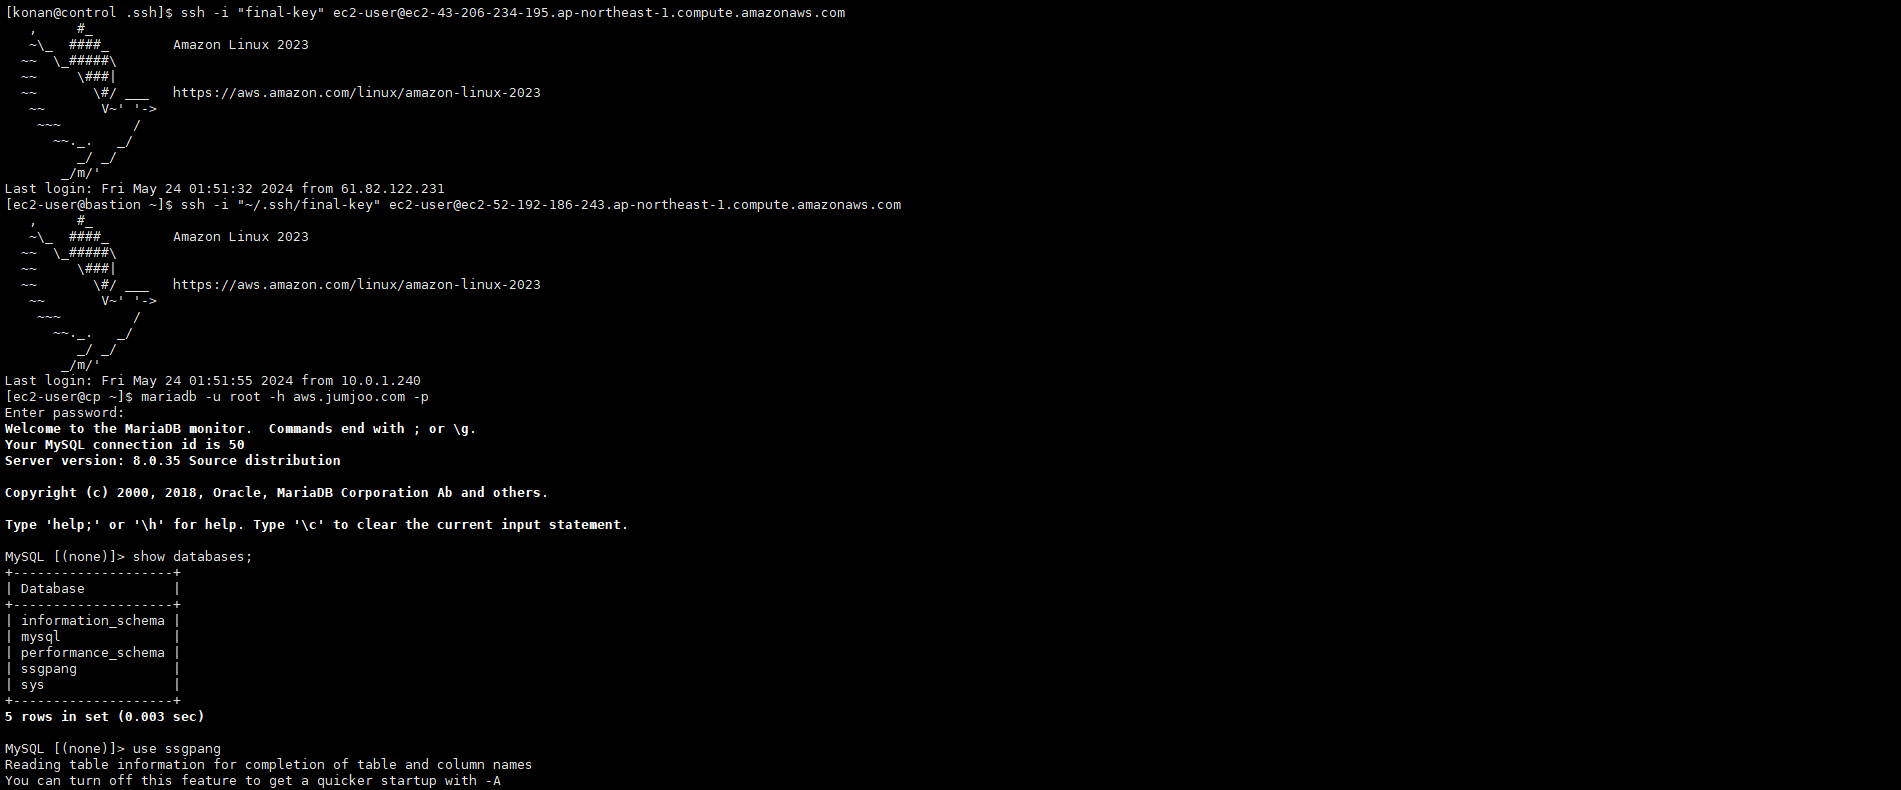 [konan@control .ssh]$ ssh -i "final-key" ec2-user@ec2-43-206-234-195.ap-northeast-1.compute.amazonaws.com
   ,     #_
   ~\_  ####_        Amazon Linux 2023
  ~~  \_#####\
  ~~     \###|
  ~~       \#/ ___   https://aws.amazon.com/linux/amazon-linux-2023
   ~~       V~' '->
    ~~~         /
      ~~._.   _/
         _/ _/
       _/m/'
Last login: Fri May 24 01:51:32 2024 from 61.82.122.231
[ec2-user@bastion ~]$ ssh -i "~/.ssh/final-key" ec2-user@ec2-52-192-186-243.ap-northeast-1.compute.amazonaws.com
   ,     #_
   ~\_  ####_        Amazon Linux 2023
  ~~  \_#####\
  ~~     \###|
  ~~       \#/ ___   https://aws.amazon.com/linux/amazon-linux-2023
   ~~       V~' '->
    ~~~         /
      ~~._.   _/
         _/ _/
       _/m/'
Last login: Fri May 24 01:51:55 2024 from 10.0.1.240
[ec2-user@cp ~]$ mariadb -u root -h aws.jumjoo.com -p
Enter password:
Welcome to the MariaDB monitor.  Commands end with ; or \g.
Your MySQL connection id is 50
Server version: 8.0.35 Source distribution

Copyright (c) 2000, 2018, Oracle, MariaDB Corporation Ab and others.

Type 'help;' or '\h' for help. Type '\c' to clear the current input statement.

MySQL [(none)]> show databases;
+--------------------+
| Database           |
+--------------------+
| information_schema |
| mysql              |
| performance_schema |
| ssgpang            |
| sys                |
+--------------------+
5 rows in set (0.003 sec)

MySQL [(none)]> use ssgpang
Reading table information for completion of table and column names
You can turn off this feature to get a quicker startup with -A